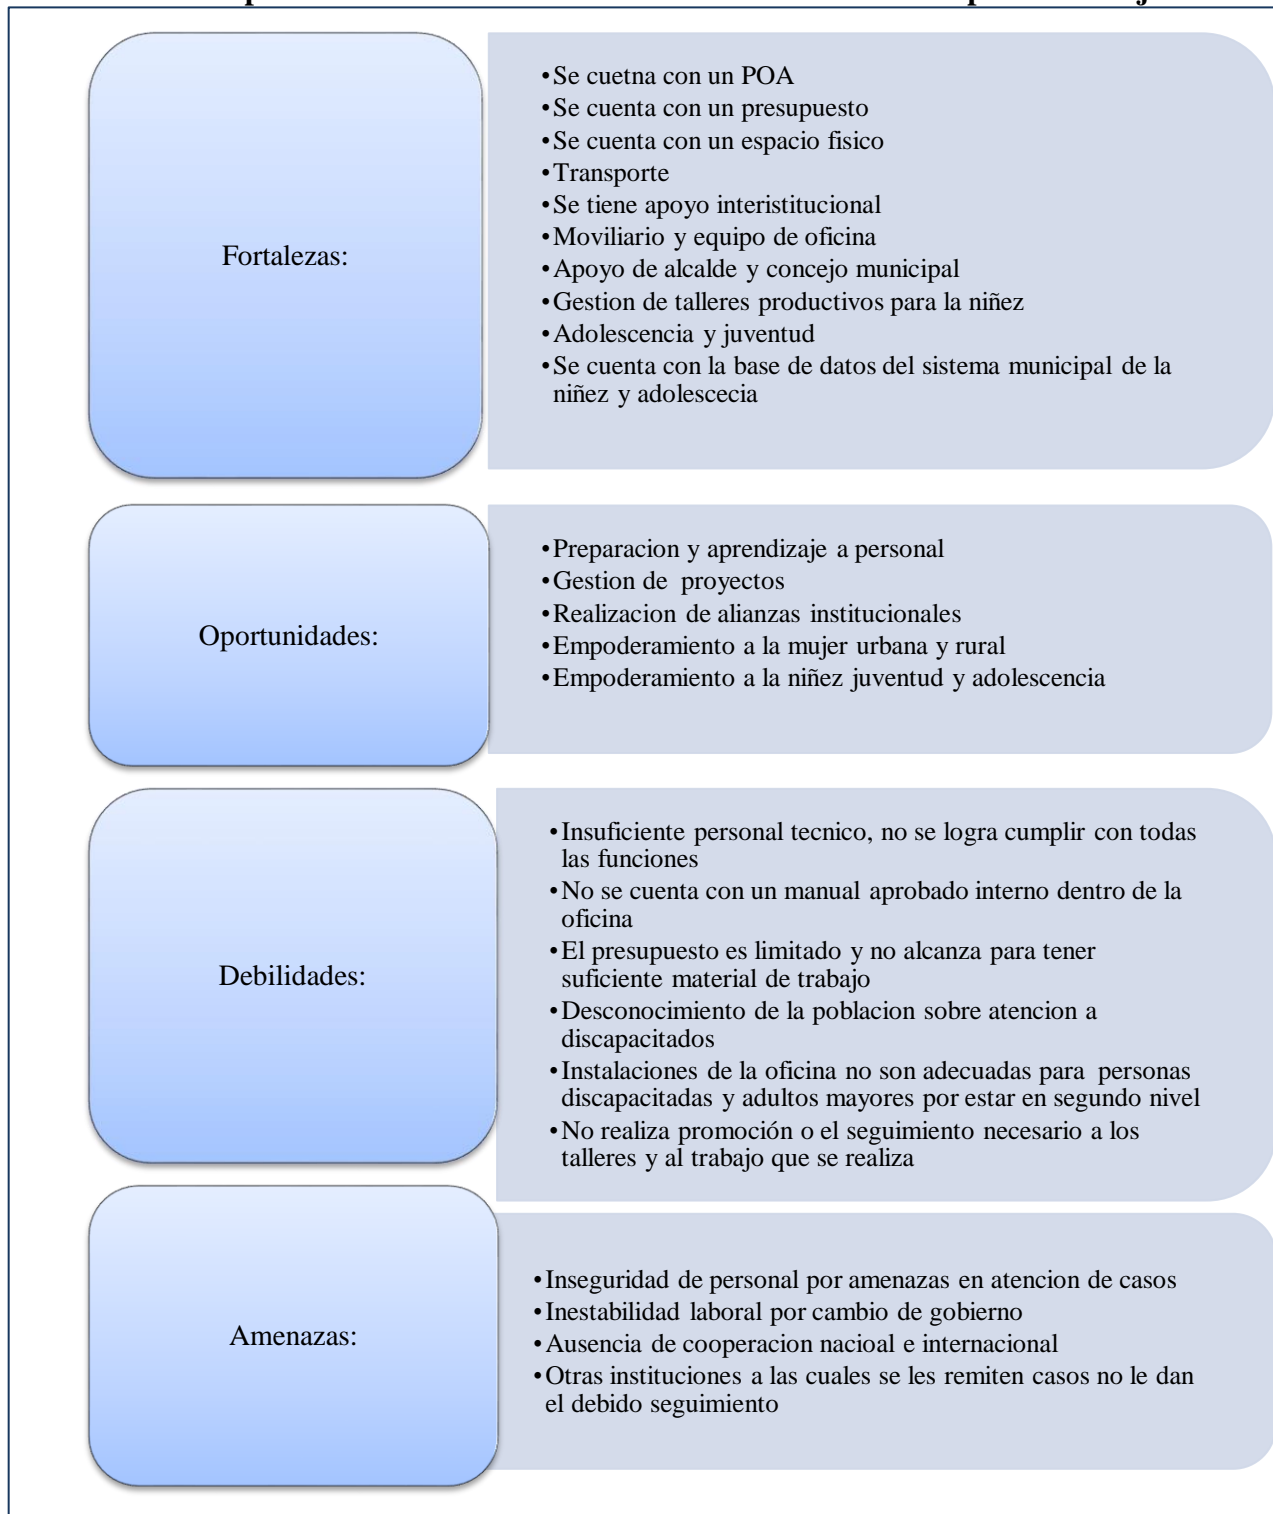 Fortalezas:
•Se cuetna con un POA
•Se cuenta con un presupuesto
•Se cuenta con un espacio fisico
•Transporte
•Se tiene apoyo interistitucional
•Moviliario y equipo de oficina
•Apoyo de alcalde y concejo municipal
•Gestion de talleres productivos para la niñez
•Adolescencia y juventud
•Se cuenta con la base de datos del sistema municipal de la
niñez y adolescecia
Oportunidades:
•Preparacion y aprendizaje a personal
•Gestion de proyectos
•Realizacion de alianzas institucionales
•Empoderamiento a la mujer urbana y rural
•Empoderamiento a la niñez juventud y adolescencia
Debilidades:
•Insuficiente personal tecnico, no se logra cumplir con todas
las funciones
•No se cuenta con un manual aprobado interno dentro de la
oficina
•El presupuesto es limitado y no alcanza para tener
suficiente material de trabajo
•Desconocimiento de la poblacion sobre atencion a
discapacitados
•Instalaciones de la oficina no son adecuadas para personas
discapacitadas y adultos mayores por estar en segundo nivel
•No realiza promoción o el seguimiento necesario a los
talleres y al trabajo que se realiza
Amenazas:
•Inseguridad de personal por amenazas en atencion de casos
•Inestabilidad laboral por cambio de gobierno
•Ausencia de cooperacion nacioal e internacional
•Otras instituciones a las cuales se les remiten casos no le dan
el debido seguimiento